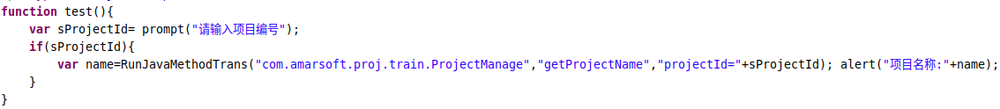 function test(){
var sProjectId= prompt("请输入项目编号");
if(sProjectId){
var name=RunJavaMethodTrans("com.amarsoft.proj.train.ProjectManage","getProjectName","projectId="+sProjectId); alert("项目名称:"+name);
}
}